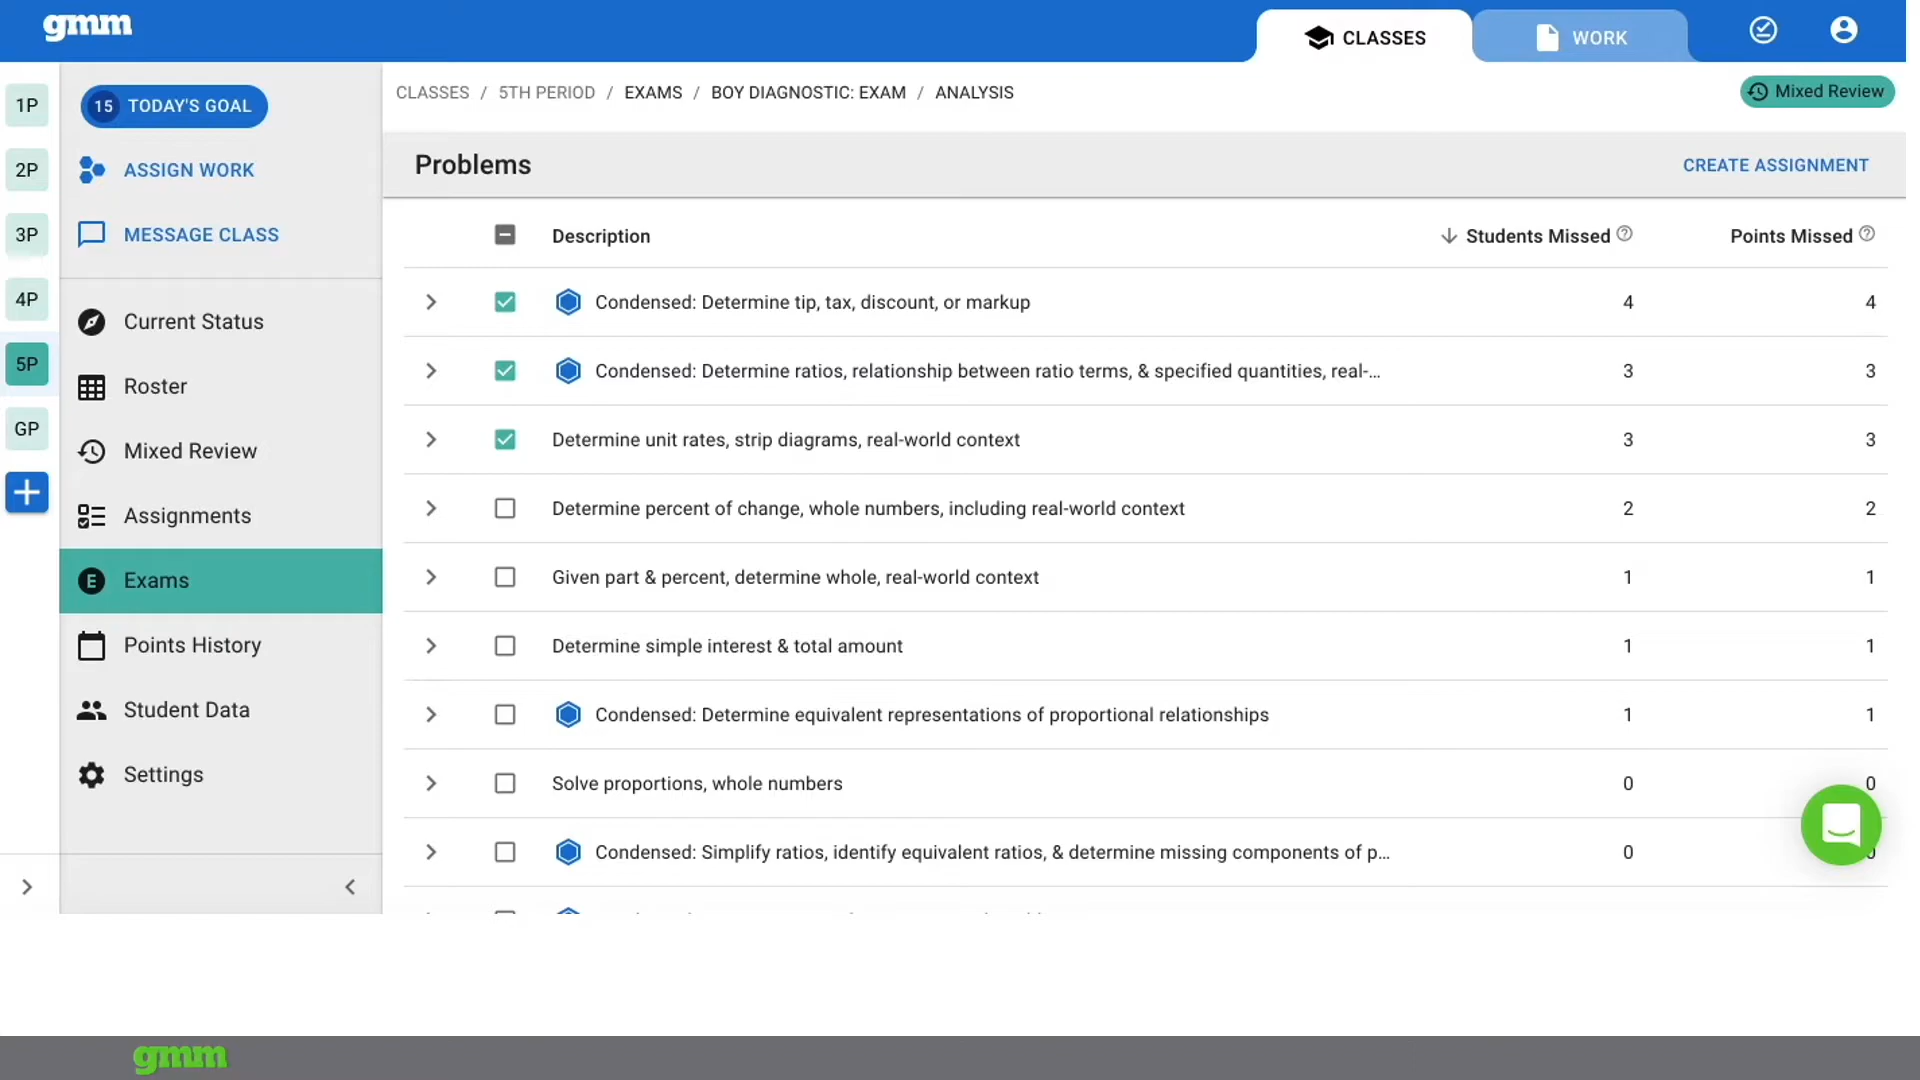 gmm
CLASSES
WORK
1P
2P
3P
4P
5P
GP
15 TODAY'S GOAL
ASSIGN WORK
MESSAGE CLASS
Current Status
Roster
Mixed Review
Assignments
E Exams
Points History
Student Data
Settings
CLASSES / 5TH PERIOD / EXAMS / BOY DIAGNOSTIC: EXAM / ANALYSIS
Mixed Review
Problems
CREATE ASSIGNMENT
Description Students Missed ? Points Missed ?
Condensed: Determine tip, tax, discount, or markup 4 4
Condensed: Determine ratios, relationship between ratio terms, & specified quantities, real-... 3 3
Determine unit rates, strip diagrams, real-world context 3 3
Determine percent of change, whole numbers, including real-world context 2 2
Given part & percent, determine whole, real-world context 1 1
Determine simple interest & total amount 1 1
Condensed: Determine equivalent representations of proportional relationships 1 1
Solve proportions, whole numbers 0 0
Condensed: Simplify ratios, identify equivalent ratios, & determine missing components of p... 0
gmm